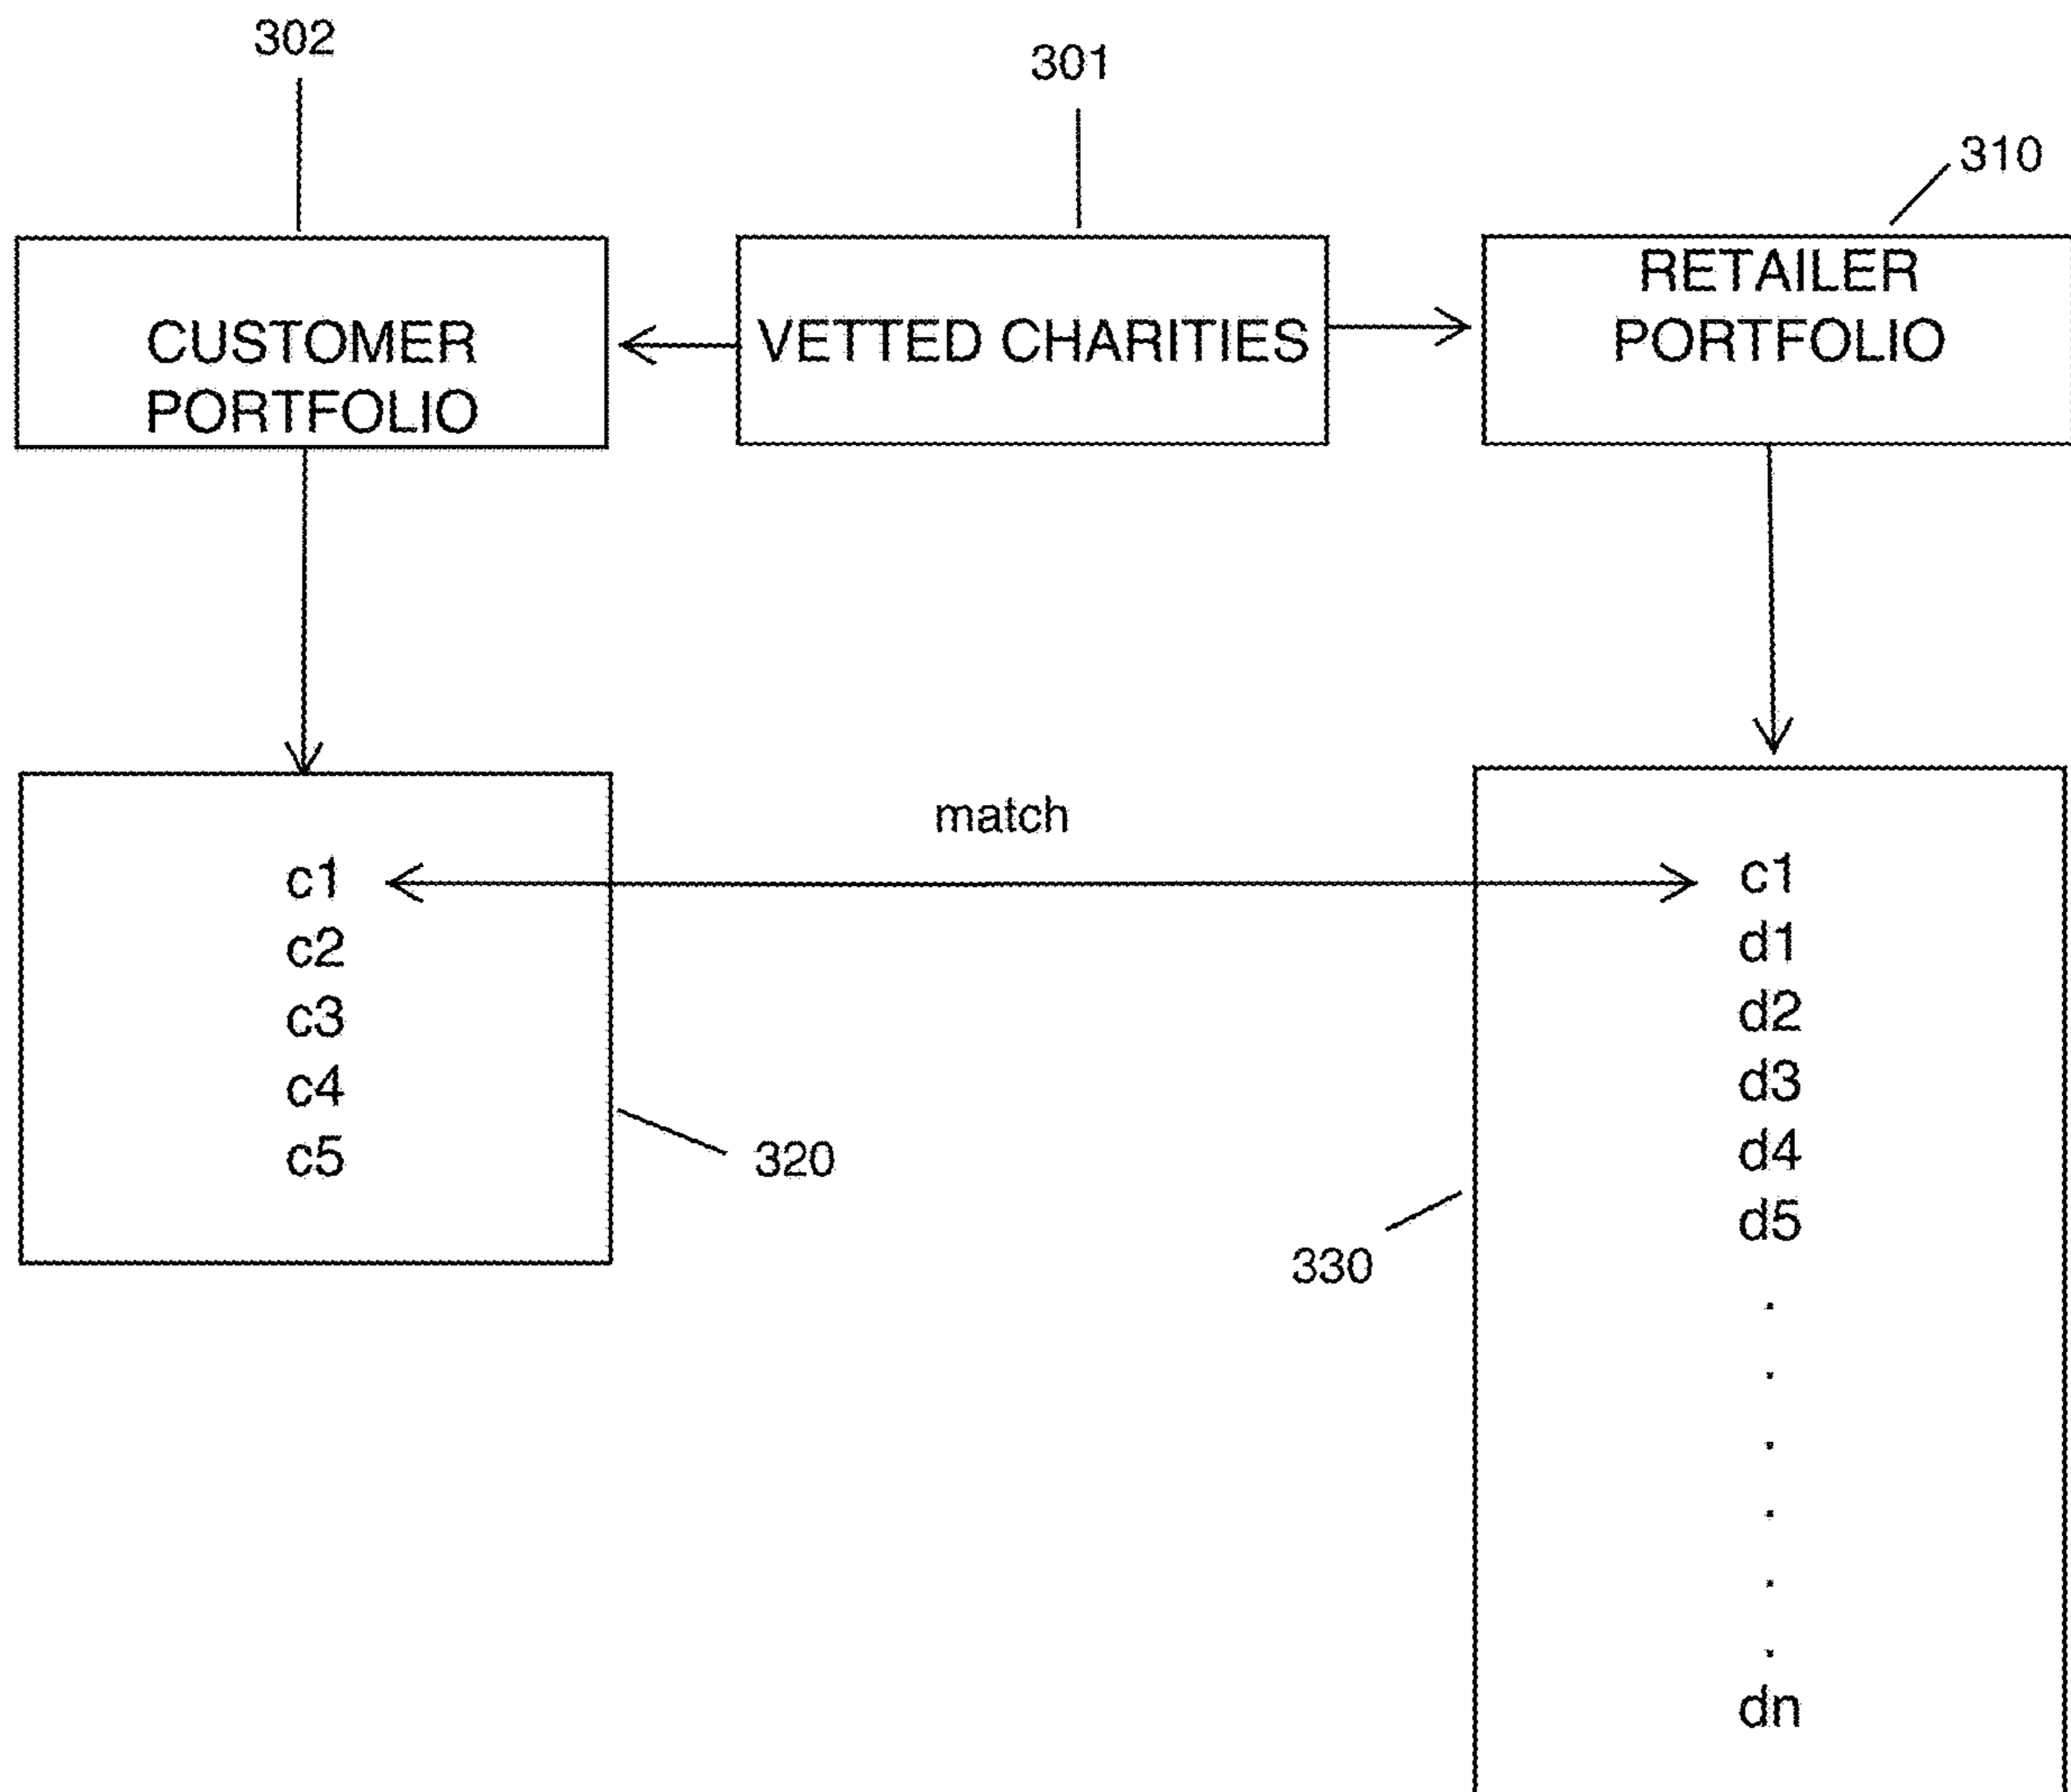 302
301
310
CUSTOMER
PORTFOLIO
VETTED CHARITIES
RETAILER
PORTFOLIO
match
c1
c2
c3
c4
c5
320
c1
d1
d2
d3
d4
d5
.
.
.
.
.
.
dn
330